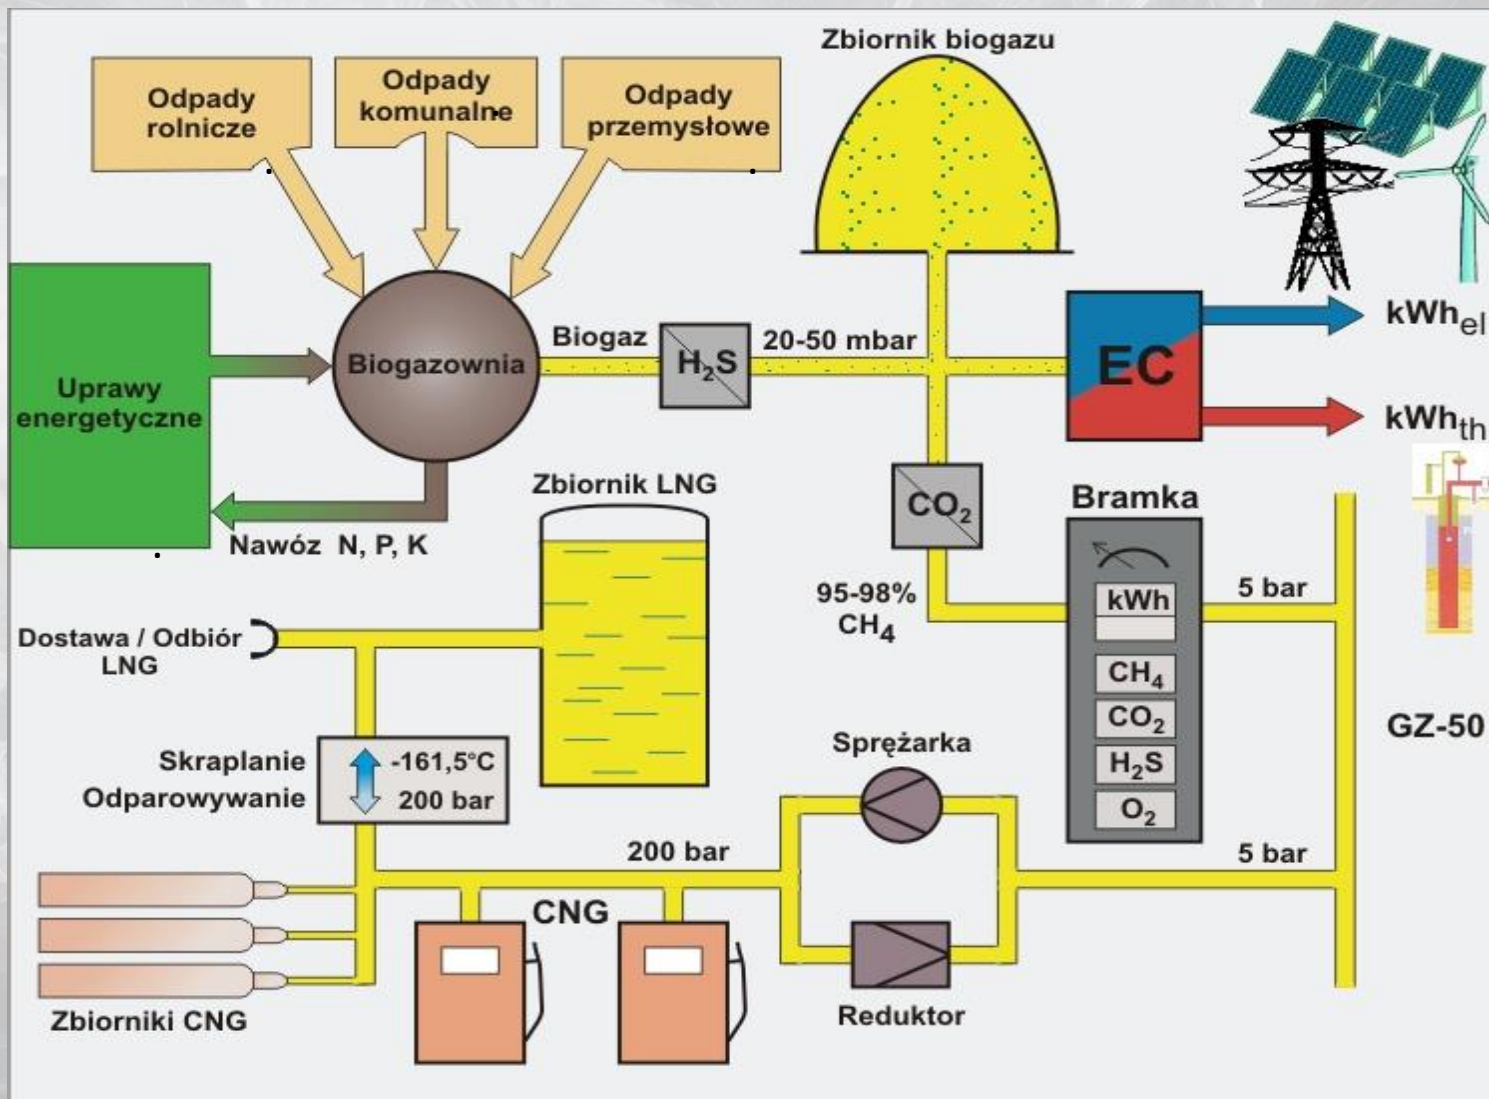 Zbiornik biogazu
Odpady
rolnicze
Odpady
komunalne
Odpady
przemysłowe
Uprawy
energetyczne
Biogazownia
Biogaz
H₂S
20-50 mbar
EC
kWhel
kWhth
Nawóz N, P, K
Zbiornik LNG
CO₂
Bramka
95-98%
CH₄
kWh
5 bar
Dostawa / Odbiór
LNG
CH₄
CO₂
H₂S
O₂
GZ-50
Skraplanie
Odparowywanie
-161,5°C
200 bar
Sprężarka
200 bar
5 bar
CNG
Reduktor
Zbiorniki CNG